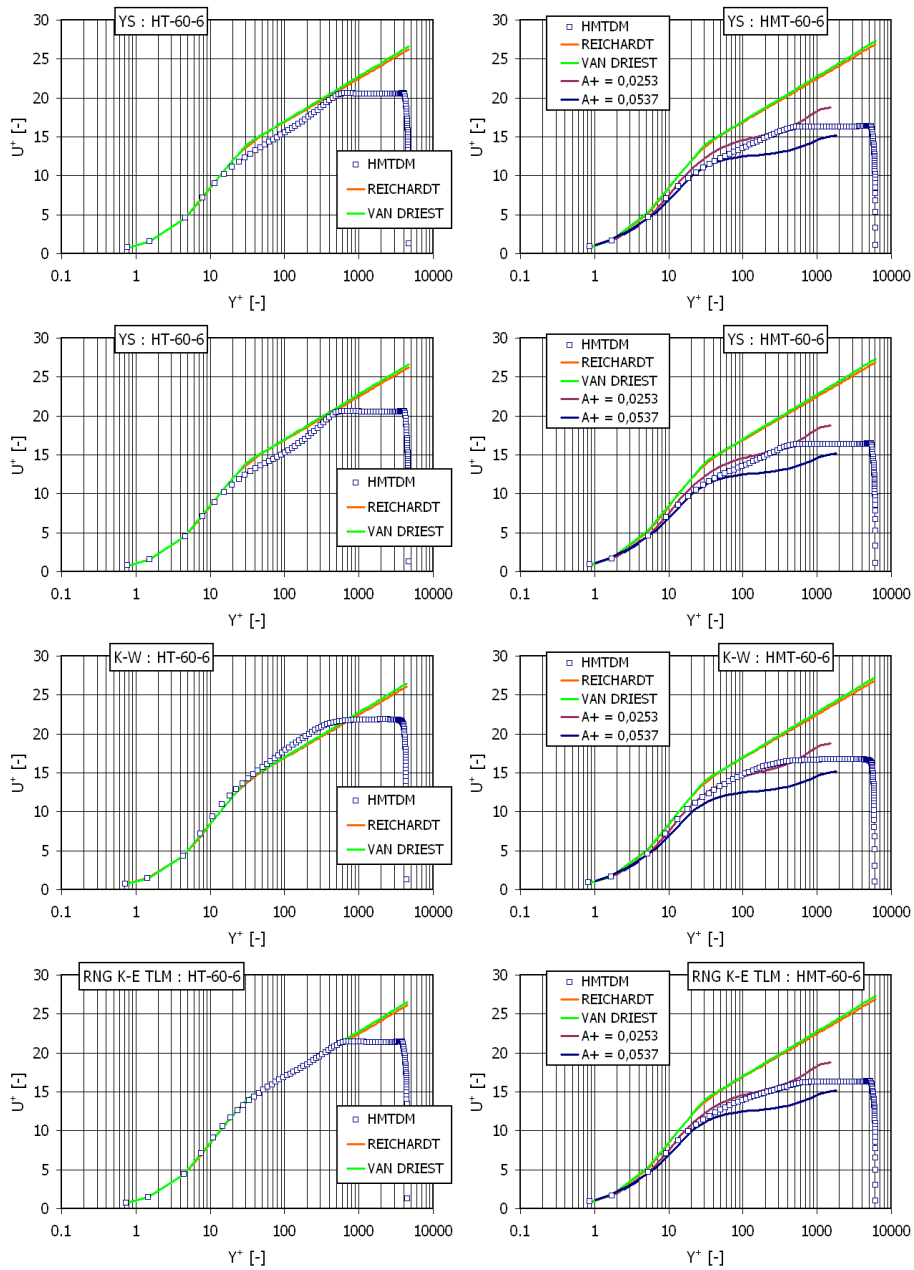 YS : HT-60-6
30
25
20
15
10
5
0
U+ [-]
HMTDM
REICHARDT
VAN DRIEST
0.1 1 10 100 1000 10000
Y+ [-]
YS : HMT-60-6
30
25
20
15
10
5
0
U+ [-]
HMTDM
REICHARDT
VAN DRIEST
A+ = 0,0253
A+ = 0,0537
0.1 1 10 100 1000 10000
Y+ [-]
YS : HT-60-6
30
25
20
15
10
5
0
U+ [-]
HMTDM
REICHARDT
VAN DRIEST
0.1 1 10 100 1000 10000
Y+ [-]
YS : HMT-60-6
30
25
20
15
10
5
0
U+ [-]
HMTDM
REICHARDT
VAN DRIEST
A+ = 0,0253
A+ = 0,0537
0.1 1 10 100 1000 10000
Y+ [-]
K-W : HT-60-6
30
25
20
15
10
5
0
U+ [-]
HMTDM
REICHARDT
VAN DRIEST
0.1 1 10 100 1000 10000
Y+ [-]
K-W : HMT-60-6
30
25
20
15
10
5
0
U+ [-]
HMTDM
REICHARDT
VAN DRIEST
A+ = 0,0253
A+ = 0,0537
0.1 1 10 100 1000 10000
Y+ [-]
RNG K-E TLM : HT-60-6
30
25
20
15
10
5
0
U+ [-]
HMTDM
REICHARDT
VAN DRIEST
0.1 1 10 100 1000 10000
Y+ [-]
RNG K-E TLM : HMT-60-6
30
25
20
15
10
5
0
U+ [-]
HMTDM
REICHARDT
VAN DRIEST
A+ = 0,0253
A+ = 0,0537
0.1 1 10 100 1000 10000
Y+ [-]